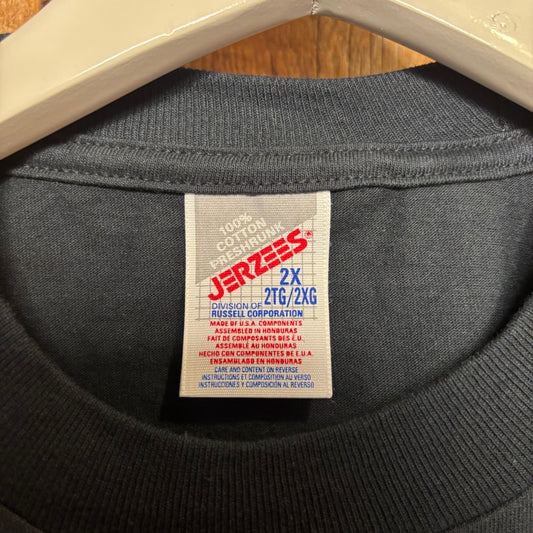 100%
COTTON
PRESHRUNK
JERZEES®
2X
2TG/2XG
DIVISION OF
RUSSELL CORPORATION
MADE OF U.S.A. COMPONENTS
ASSEMBLED IN HONDURAS
FAIT DE COMPOSANTS DES É.U.
ASSEMBLÉ AU HONDURAS
HECHO CON COMPONENTES DE E.U.A.
ENSAMBLADO EN HONDURAS
CARE AND CONTENT ON REVERSE
INSTRUCTIONS ET COMPOSITION AU VERSO
INSTRUCCIONES Y COMPOSICIÓN AL REVERSO